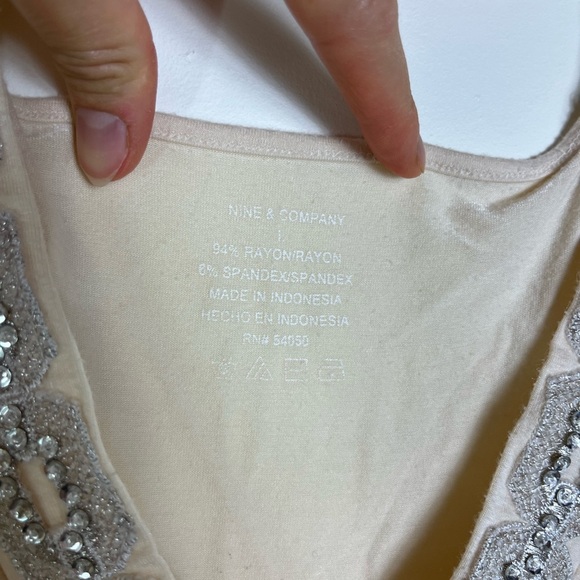 NINE & COMPANY
L
94% RAYON/RAYON
6% SPANDEX/SPANDEX
MADE IN INDONESIA
HECHO EN INDONESIA
RN# 54050